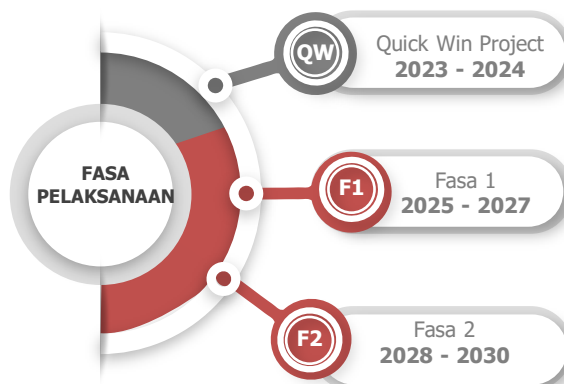 QW
Quick Win Project
2023 - 2024
FASA
PELAKSANAAN
F1
Fasa 1
2025 - 2027
F2
Fasa 2
2028 - 2030